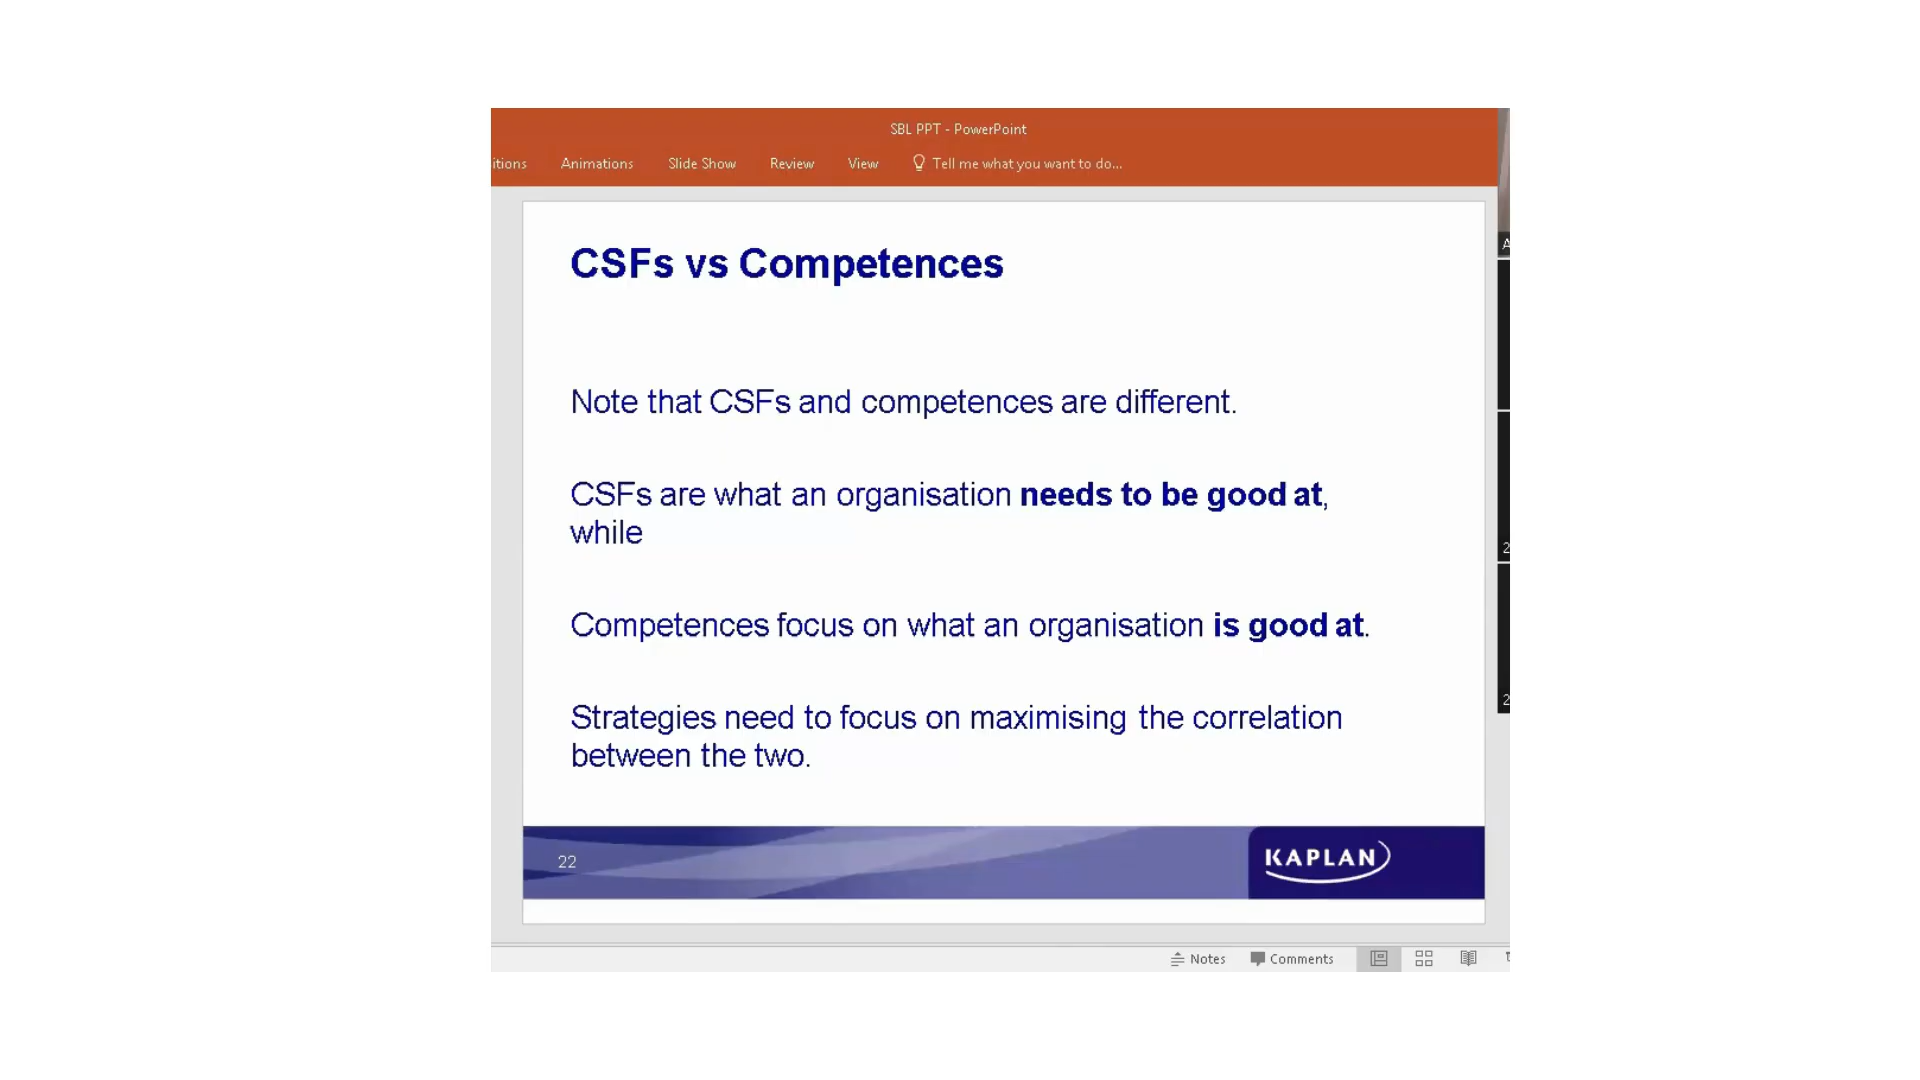 SBL PPT - PowerPoint
itions Animations Slide Show Review View Tell me what you want to do...
CSFs vs Competences
Note that CSFs and competences are different.
CSFs are what an organisation needs to be good at,
while
Competences focus on what an organisation is good at.
Strategies need to focus on maximising the correlation
between the two.
22
KAPLAN
Notes Comments
A
2
2